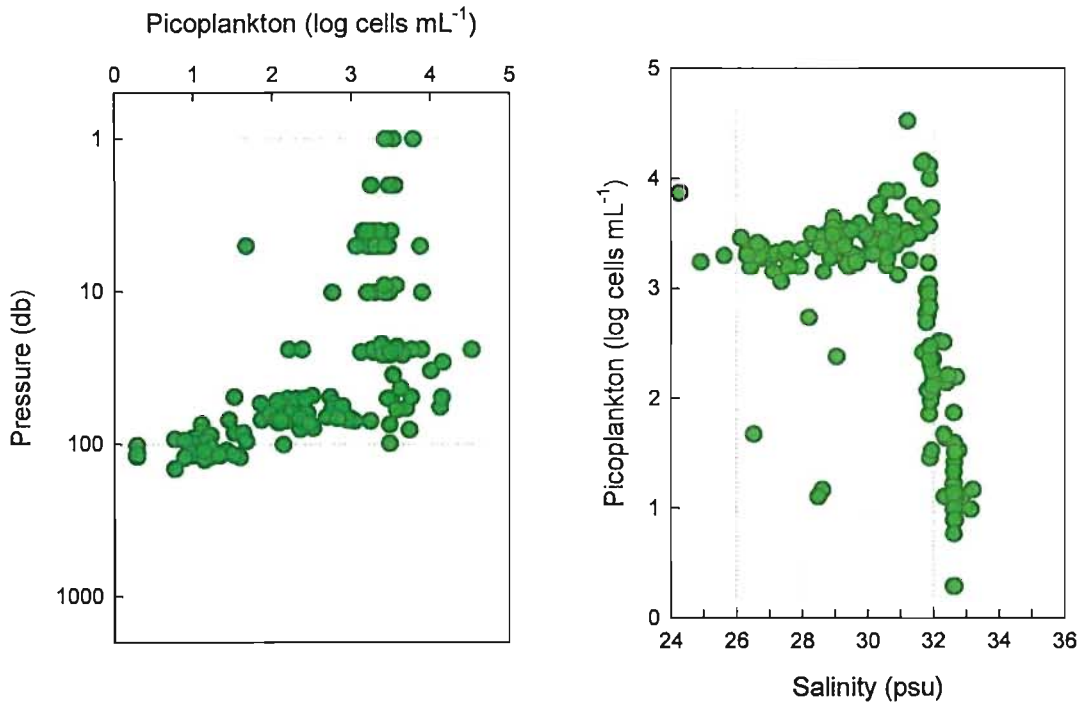 Picoplankton (log cells mL-1)
0 1 2 3 4 5
1
10
100
1000
Pressure (db)
5
4
3
2
1
0
Picoplankton (log cells mL-1)
24 26 28 30 32 34 36
Salinity (psu)